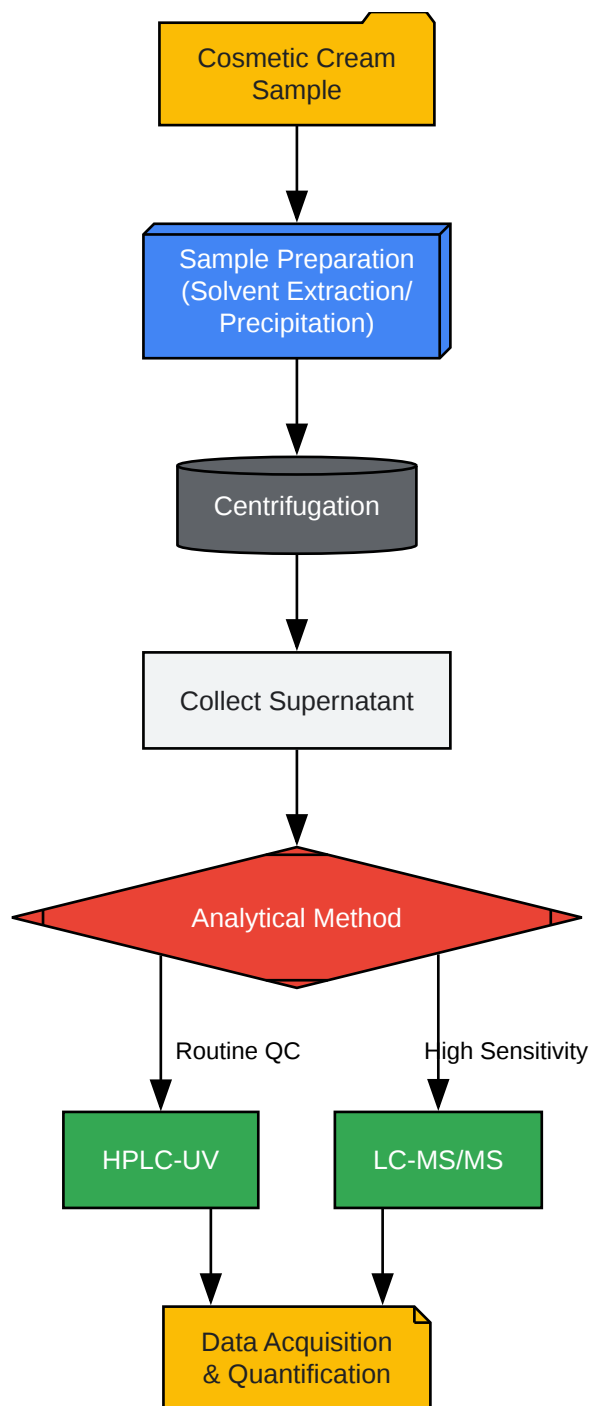 Cosmetic Cream
Sample
Sample Preparation
(Solvent Extraction/
Precipitation)
Centrifugation
Collect Supernatant
Analytical Method
Routine QC
High Sensitivity
HPLC-UV
LC-MS/MS
Data Acquisition
& Quantification